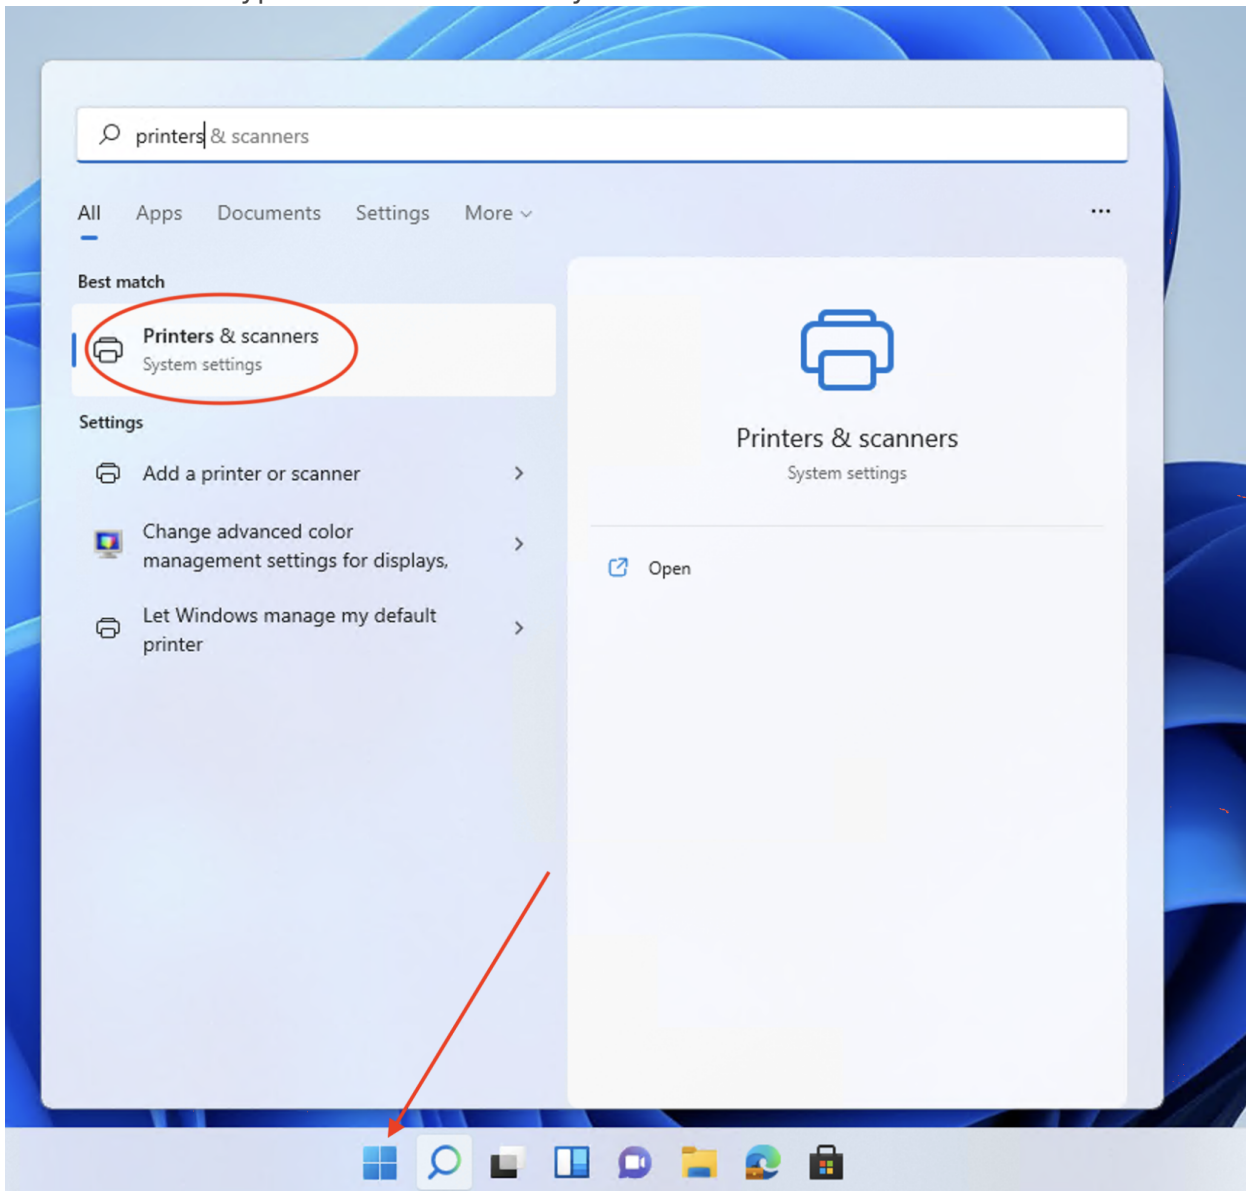 printers & scanners
All Apps Documents Settings More
Best match
Printers & scanners
System settings
Settings
Add a printer or scanner
Change advanced color
management settings for displays,
Let Windows manage my default
printer
Printers & scanners
System settings
Open